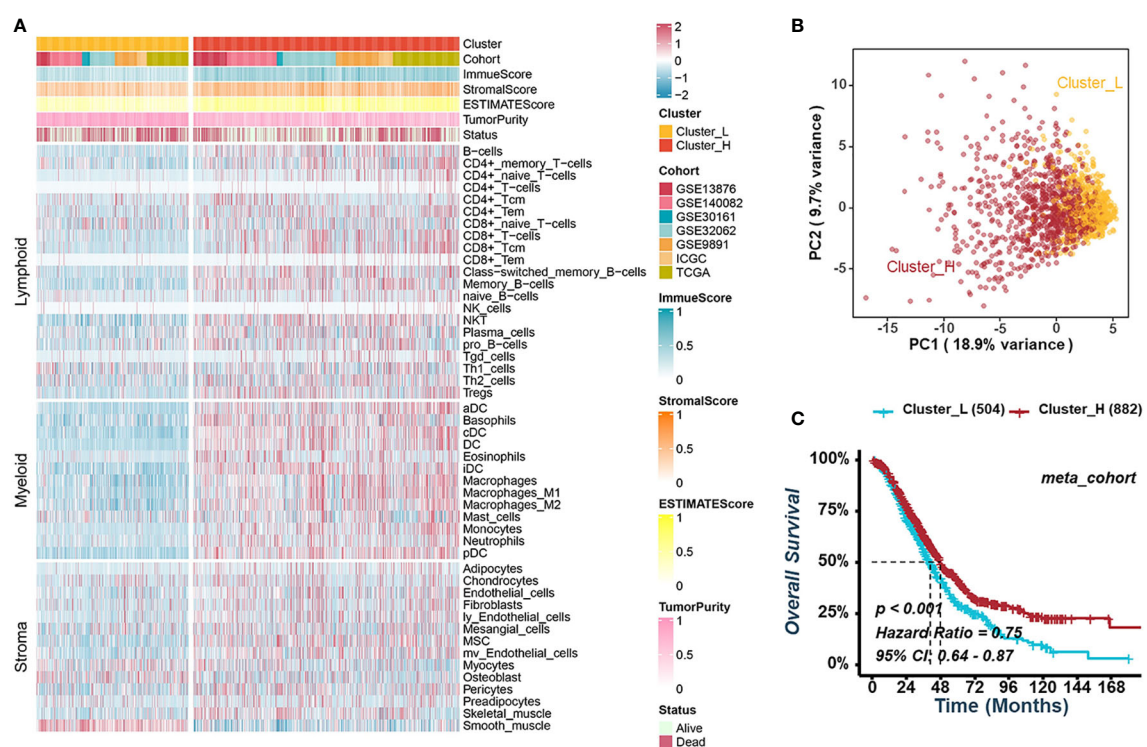 A
Cluster
Cohort
ImmueScore
StromalScore
ESTIMATEScore
TumorPurity
Status
Lymphoid
B−cells
CD4+_memory_T−cells
CD4+_naive_T−cells
CD4+_T−cells
CD4+_Tcm
CD4+_Tem
CD8+_naive_T−cells
CD8+_T−cells
CD8+_Tcm
CD8+_Tem
Class−switched_memory_B−cells
Memory_B−cells
naive_B−cells
NK_cells
NKT
Plasma_cells
pro_B−cells
Tgd_cells
Th1_cells
Th2_cells
Tregs
Myeloid
aDC
Basophils
cDC
DC
Eosinophils
iDC
Macrophages
Macrophages_M1
Macrophages_M2
Mast_cells
Monocytes
Neutrophils
pDC
Stroma
Adipocytes
Chondrocytes
Endothelial_cells
Fibroblasts
ly_Endothelial_cells
Mesangial_cells
MSC
mv_Endothelial_cells
Myocytes
Osteoblast
Pericytes
Preadipocytes
Skeletal_muscle
Smooth_muscle
2
1
0
−1
−2
Cluster
Cluster_L
Cluster_H
Cohort
GSE13876
GSE140082
GSE30161
GSE32062
GSE9891
ICGC
TCGA
ImmueScore
1
0.5
0
StromalScore
1
0.5
0
ESTIMATEScore
1
0.5
0
TumorPurity
1
0.5
0
Status
Alive
Dead
B
PC2 ( 9.7% variance)
10
5
0
-5
Cluster_L
Cluster_H
-15
-10
-5
0
5
PC1 ( 18.9% variance )
C
Cluster_L (504)
Cluster_H (882)
meta_cohort
Overall Survival
100%
75%
50%
25%
0%
p < 0.001
Hazard Ratio = 0.75
95% CI: 0.64 - 0.87
0 24 48 72 96 120 144 168
Time (Months)